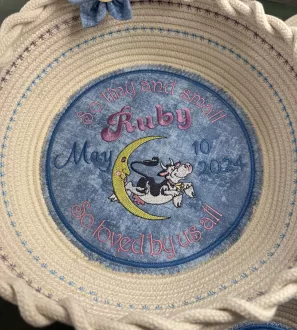 So tiny and small
Ruby
May 10
2024
So loved by us all